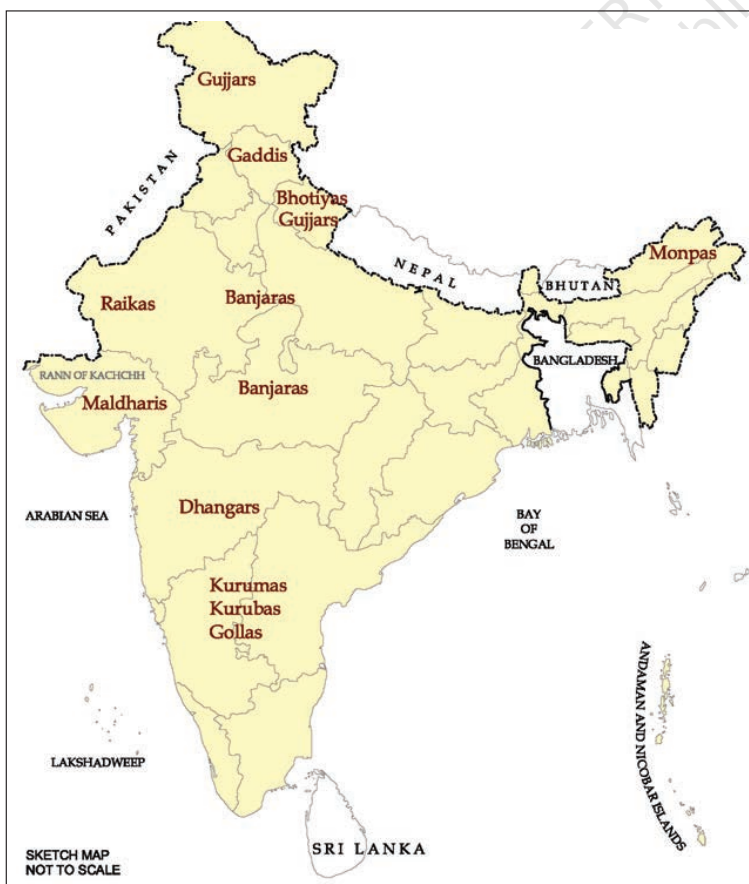 Gujjars
Gaddis
PAKISTAN
Bhotiyas
Gujjars
NEPAL
Monpas
BHUTAN
Raikas
Banjaras
BANGLADESH
RANN OF KACHCHH
Maldharis
Banjaras
ARABIAN SEA
Dhangars
BAY
OF
BENGAL
Kurumas
Kurubas
Gollas
ANDAMAN AND NICOBAR ISLANDS
LAKSHADWEEP
SRI LANKA
SKETCH MAP
NOT TO SCALE